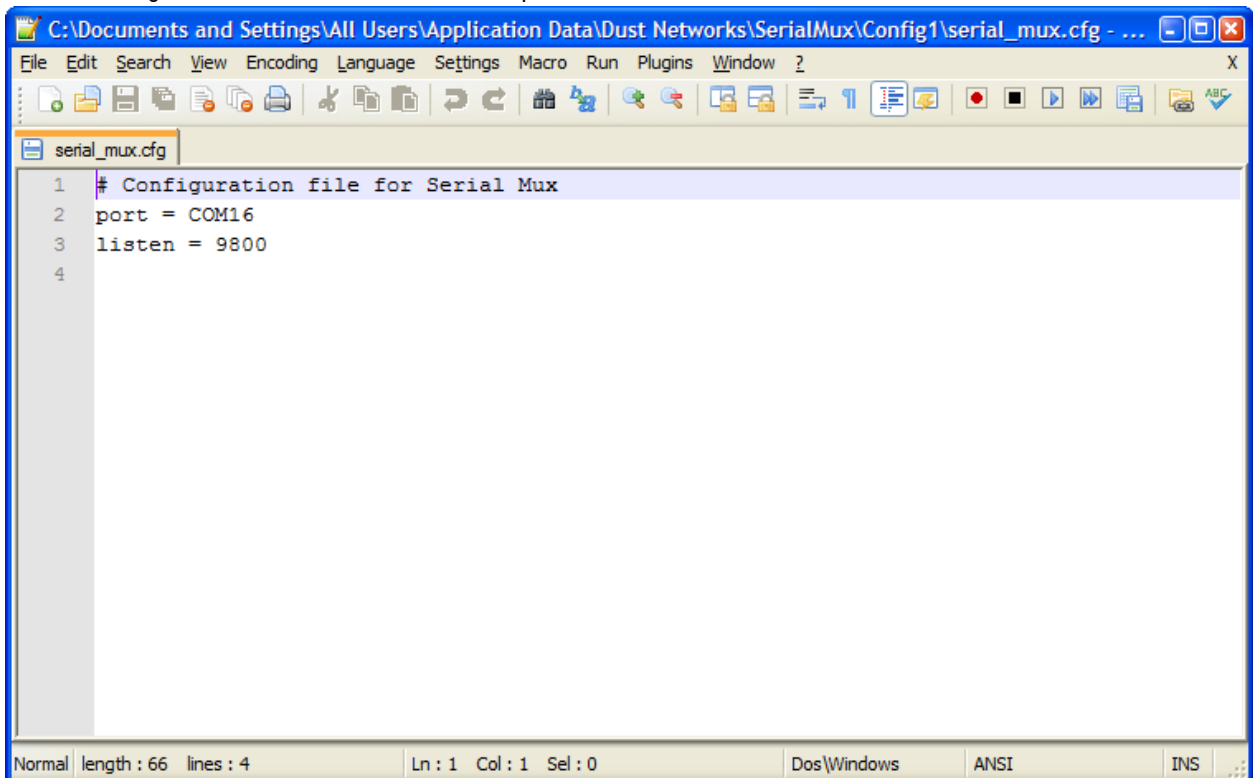 C:\Documents and Settings\All Users\Application Data\Dust Networks\SerialMux\Config1\serial_mux.cfg - ...
File Edit Search View Encoding Language Settings Macro Run Plugins Window ? X
serial_mux.cfg
1 # Configuration file for Serial Mux
2 port = COM16
3 listen = 9800
4
Normal length : 66 lines : 4 Ln : 1 Col : 1 Sel : 0 Dos\Windows ANSI INS